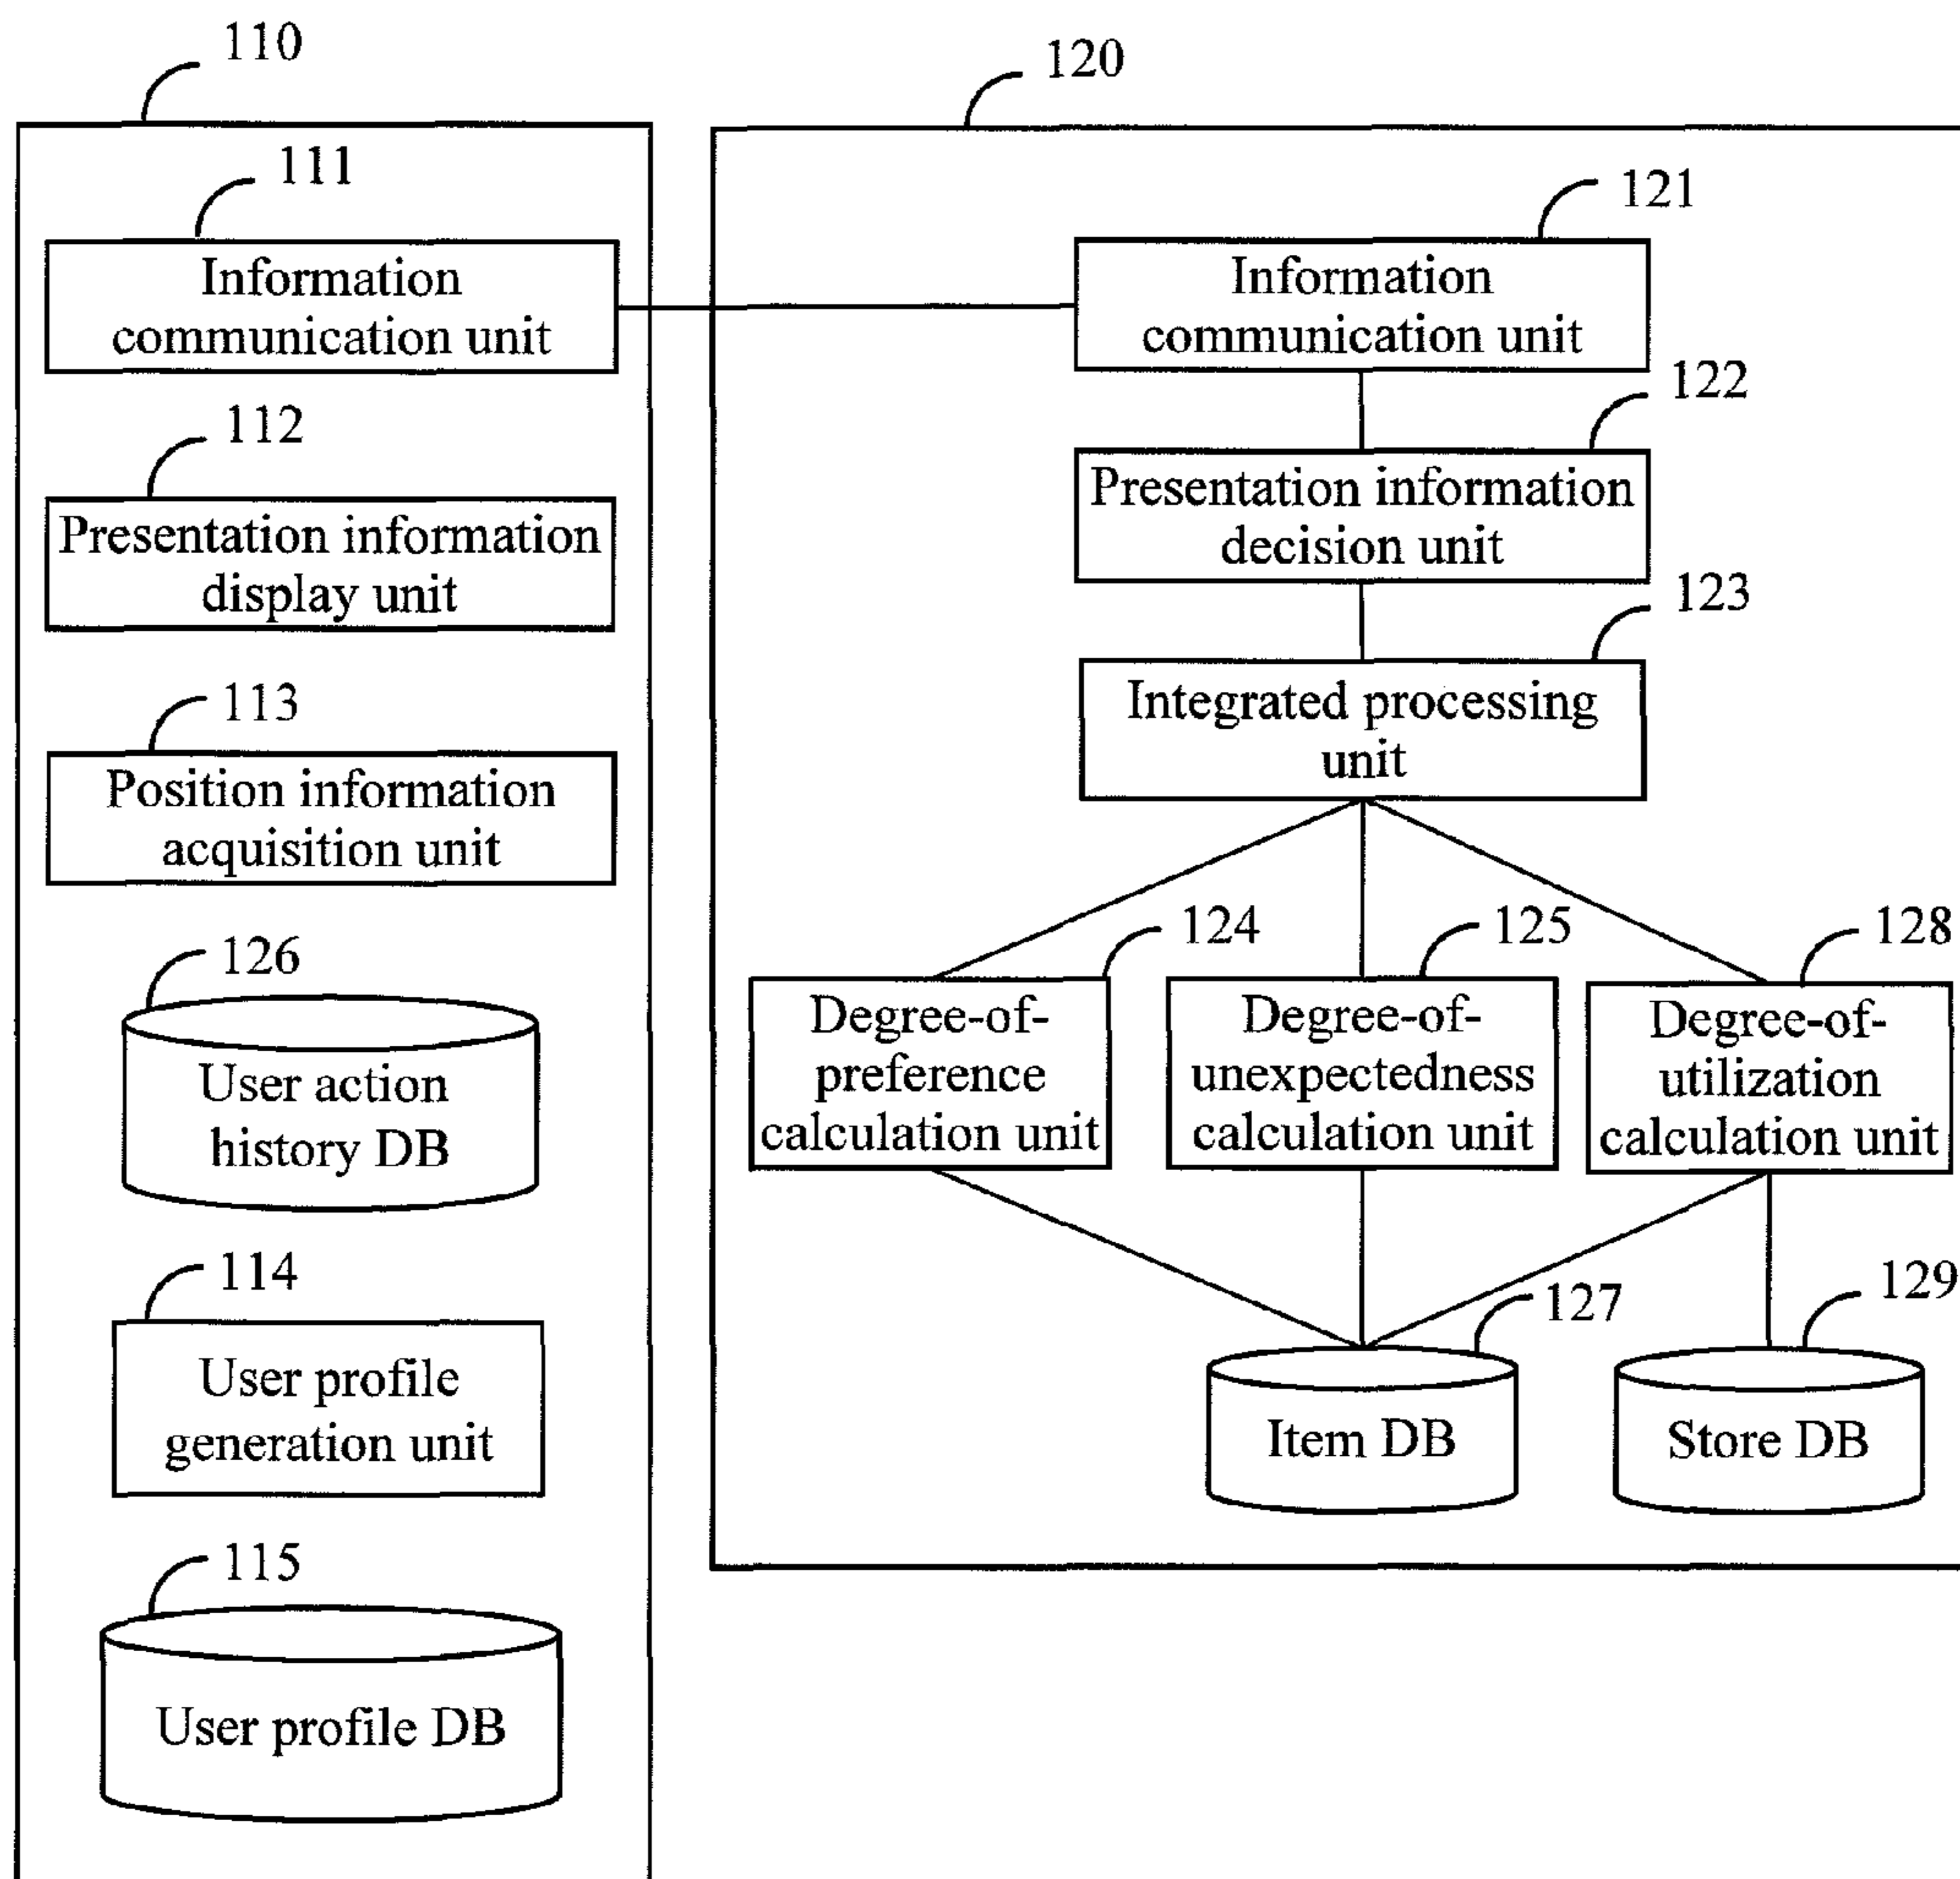 110
111
Information
communication unit
112
Presentation information
display unit
113
Position information
acquisition unit
126
User action
history DB
114
User profile
generation unit
115
User profile DB
120
121
Information
communication unit
122
Presentation information
decision unit
123
Integrated processing
unit
124
Degree-of-
preference
calculation unit
125
Degree-of-
unexpectedness
calculation unit
128
Degree-of-
utilization
calculation unit
127
Item DB
129
Store DB